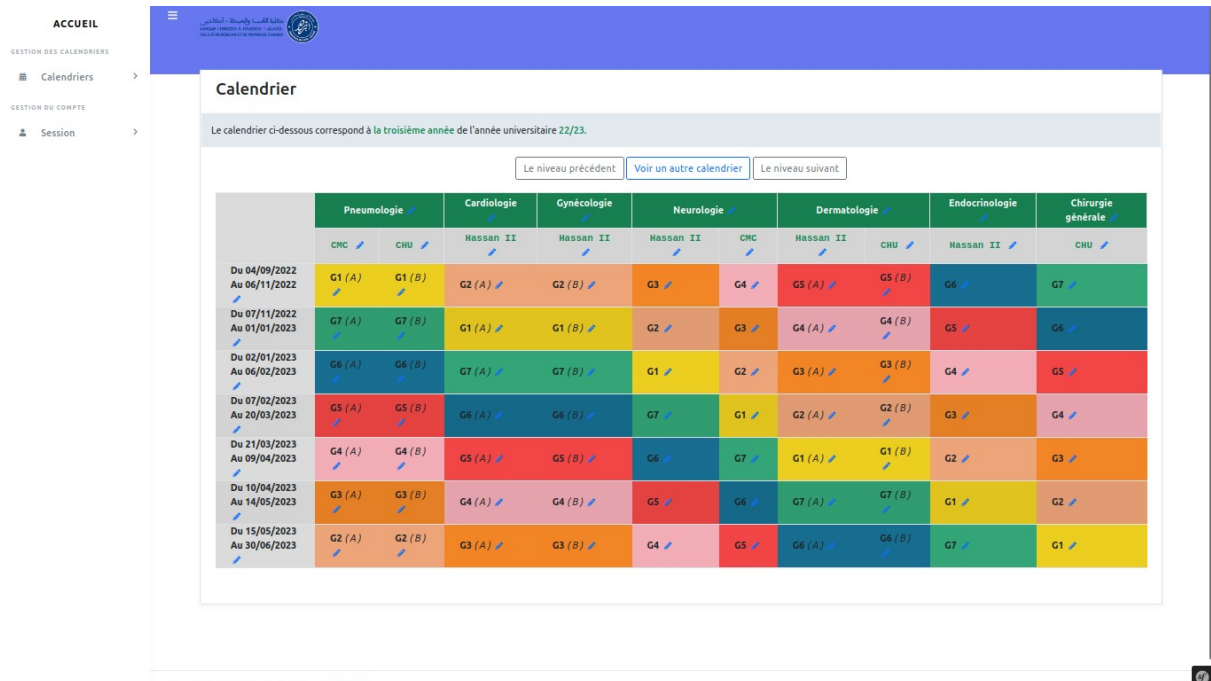 ACCUEIL
GESTION DES CALENDRIERS
Calendriers
GESTION DU COMPTE
Session
Calendrier
Le calendrier ci-dessous correspond à la troisième année de l'année universitaire 22/23.
Le niveau précédent Voir un autre calendrier Le niveau suivant
Pneumologie Cardiologie Gynécologie Neurologie Dermatologie Endocrinologie Chirurgie
générale
CMC CHU Hassan II Hassan II Hassan II CMC Hassan II CHU Hassan II CHU
Du 04/09/2022
Au 06/11/2022
G1 (A) G1 (B) G2 (A) G2 (B) G3 G4 G5 (A) G5 (B) G6 G7
Du 07/11/2022
Au 01/01/2023
G7 (A) G7 (B) G1 (A) G1 (B) G2 G3 G4 (A) G4 (B) G5 G6
Du 02/01/2023
Au 06/02/2023
G6 (A) G6 (B) G7 (A) G7 (B) G1 G2 G3 (A) G3 (B) G4 G5
Du 07/02/2023
Au 20/03/2023
G5 (A) G5 (B) G6 (A) G6 (B) G7 G1 G2 (A) G2 (B) G3 G4
Du 21/03/2023
Au 09/04/2023
G4 (A) G4 (B) G5 (A) G5 (B) G6 G7 G1 (A) G1 (B) G2 G3
Du 10/04/2023
Au 14/05/2023
G3 (A) G3 (B) G4 (A) G4 (B) G5 G6 G7 (A) G7 (B) G1 G2
Du 15/05/2023
Au 30/06/2023
G2 (A) G2 (B) G3 (A) G3 (B) G4 G5 G6 (A) G6 (B) G7 G1